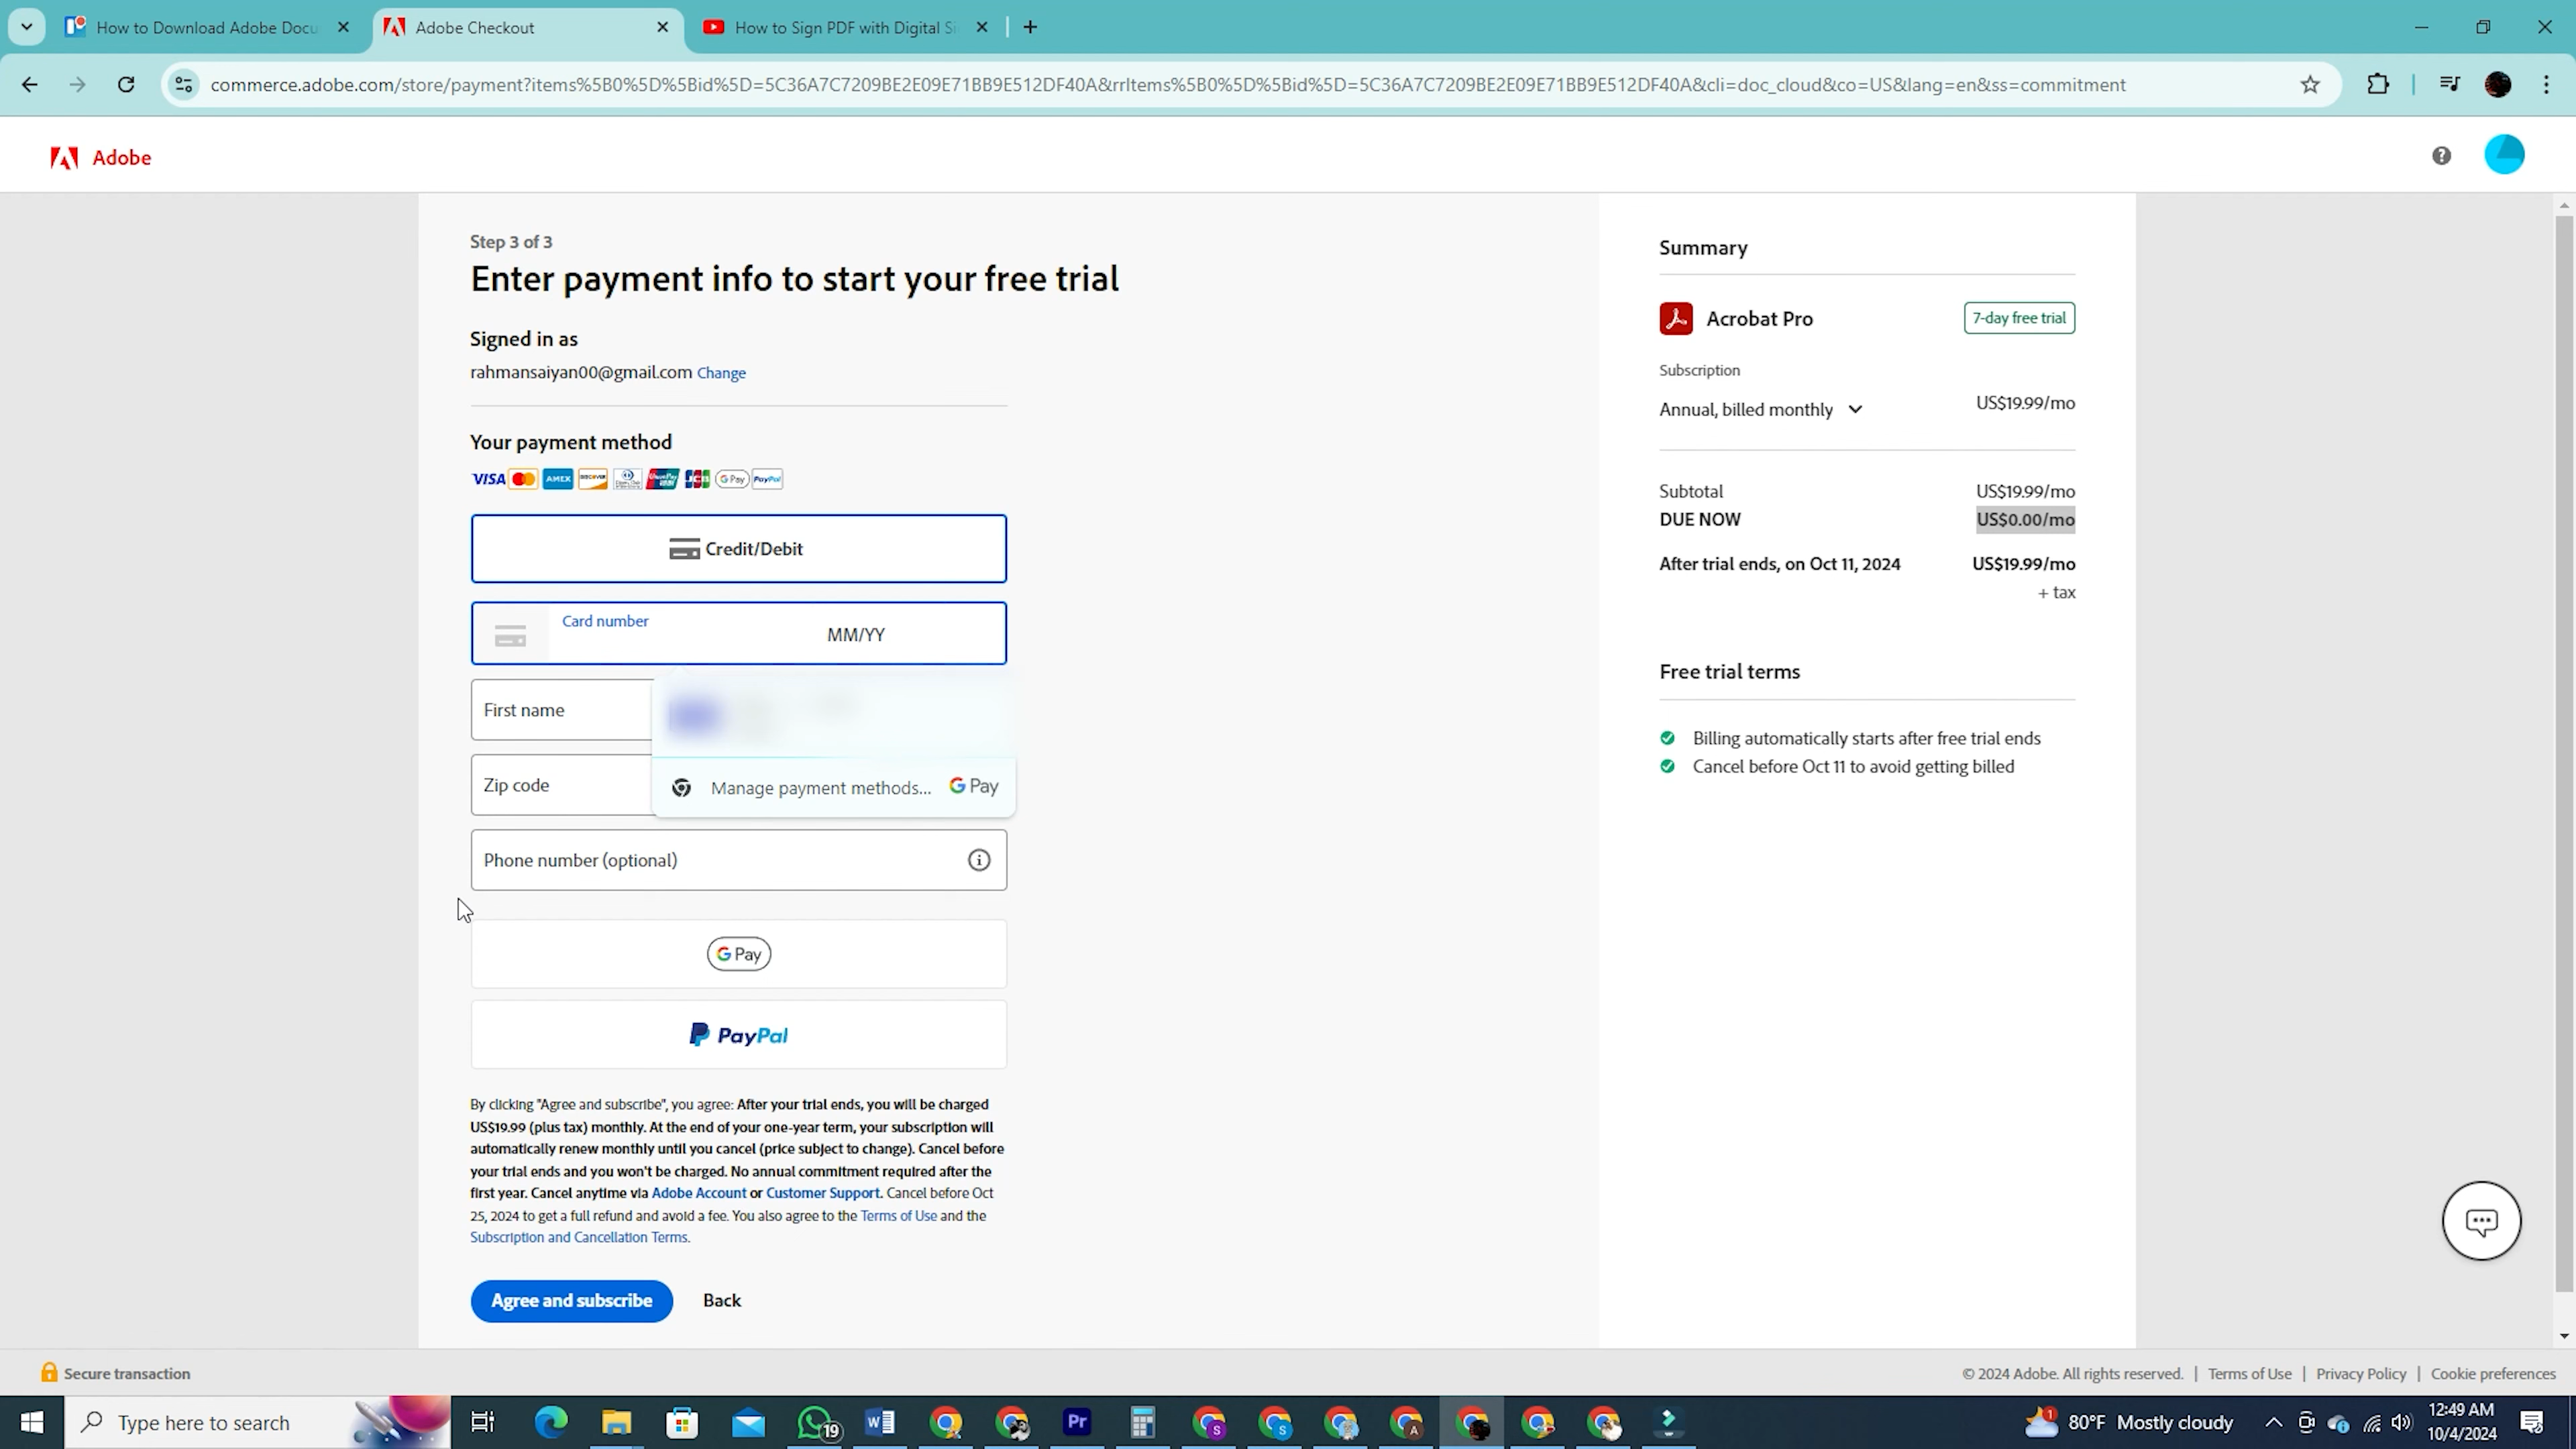 How to Download Adobe Docu
Adobe Checkout
How to Sign PDF with Digital Si
commerce.adobe.com/store/payment?items%5B0%5D%5Bid%5D=5C36A7C7209BE2E09E71BB9E512DF40A&rrItems%5B0%5D%5Bid%5D=5C36A7C7209BE2E09E71BB9E512DF40A&cli=doc_cloud&co=US&lang=en&ss=commitment
Adobe
Step 3 of 3
Enter payment info to start your free trial
Signed in as
rahmansaiyan00@gmail.com Change
Your payment method
VISA AMEX DISCOVER JCB G Pay PayPal
Credit/Debit
Card number
MM/YY
First name
Zip code
Manage payment methods... G Pay
Phone number (optional)
G Pay
PayPal
By clicking "Agree and subscribe", you agree: After your trial ends, you will be charged
US$19.99 (plus tax) monthly. At the end of your one-year term, your subscription will
automatically renew monthly until you cancel (price subject to change). Cancel before
your trial ends and you won't be charged. No annual commitment required after the
first year. Cancel anytime via Adobe Account or Customer Support. Cancel before Oct
25, 2024 to get a full refund and avoid a fee. You also agree to the Terms of Use and the
Subscription and Cancellation Terms.
Agree and subscribe
Back
Summary
Acrobat Pro
7-day free trial
Subscription
Annual, billed monthly
US$19.99/mo
Subtotal US$19.99/mo
DUE NOW US$0.00/mo
After trial ends, on Oct 11, 2024 US$19.99/mo
+ tax
Free trial terms
Billing automatically starts after free trial ends
Cancel before Oct 11 to avoid getting billed
Secure transaction
© 2024 Adobe. All rights reserved. | Terms of Use | Privacy Policy | Cookie preferences
Type here to search
19
W
Pr
S
S
A
1
80°F Mostly cloudy
12:49 AM
10/4/2024